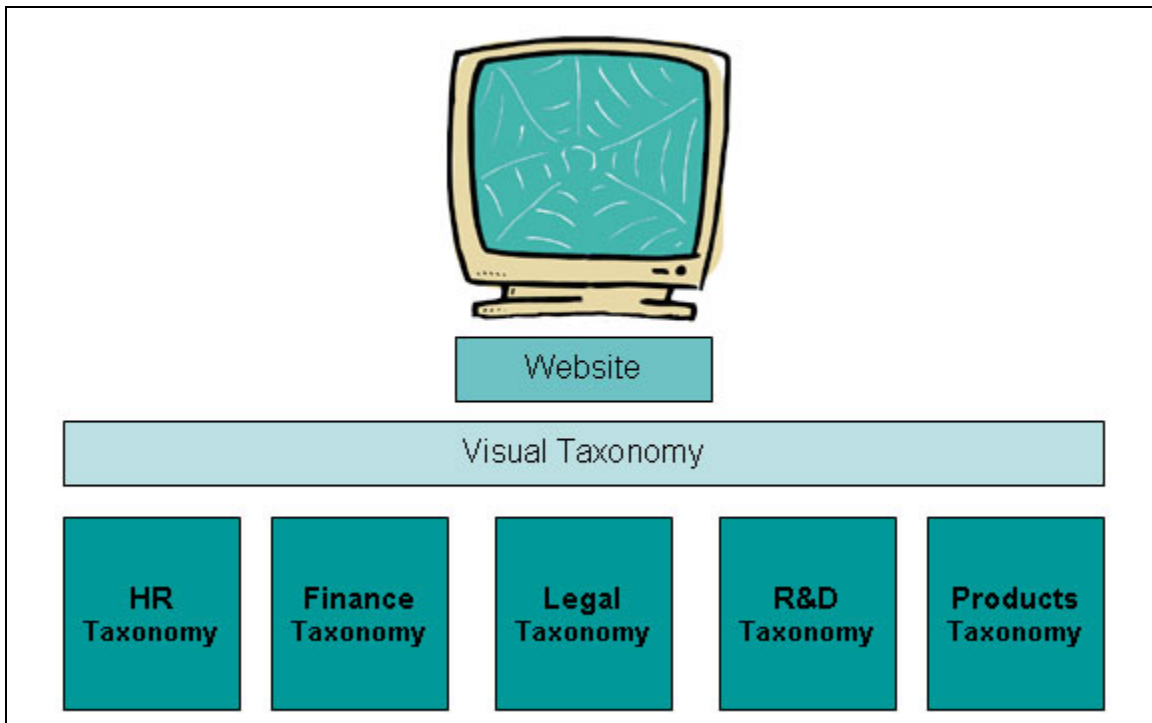 Website
Visual Taxonomy
HR
Taxonomy
Finance
Taxonomy
Legal
Taxonomy
R&D
Taxonomy
Products
Taxonomy